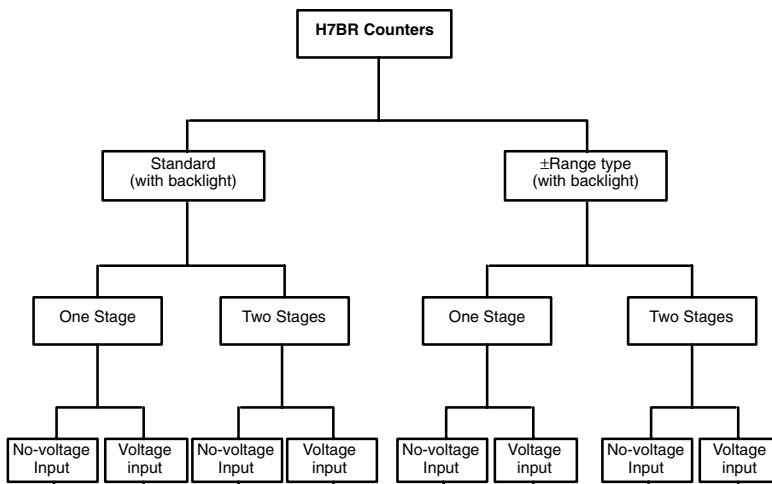 H7BR Counters
Standard
(with backlight)
±Range type
(with backlight)
One Stage
Two Stages
One Stage
Two Stages
No-voltage
Input
Voltage
input
No-voltage
Input
Voltage
input
No-voltage
Input
Voltage
input
No-voltage
Input
Voltage
input